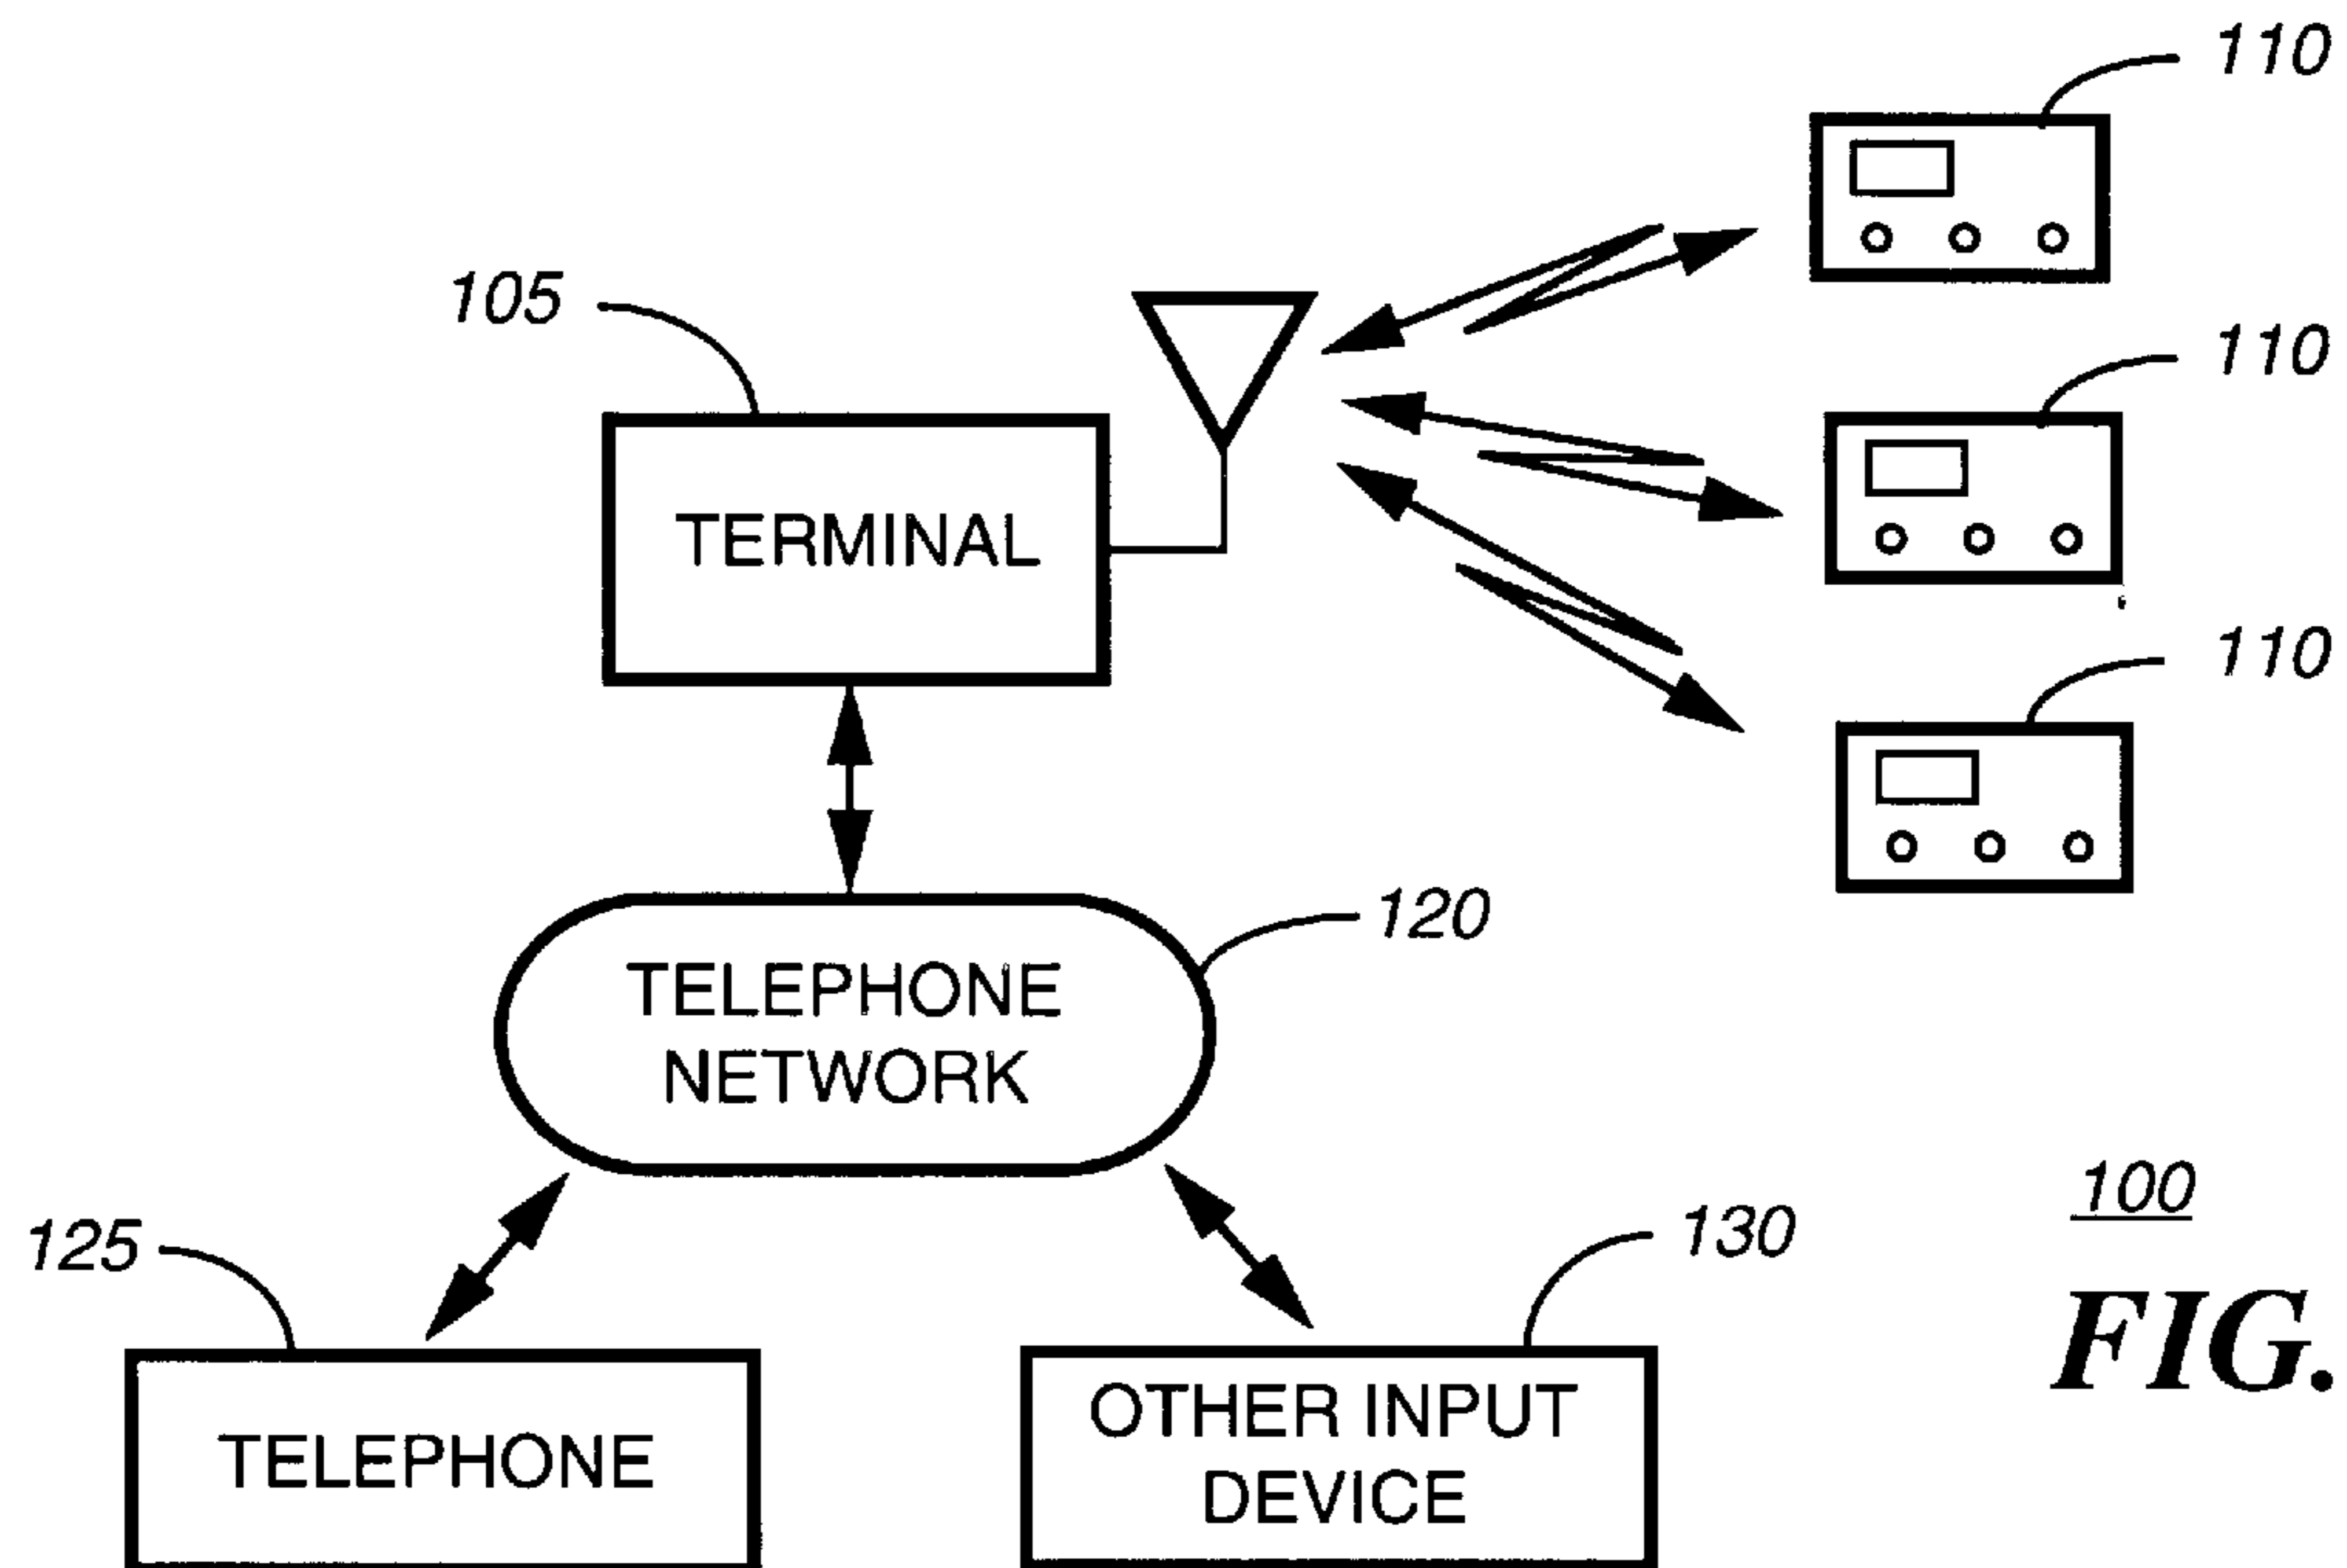 110
105
110
TERMINAL
110
120
TELEPHONE
NETWORK
100
125
130
FIG.
OTHER INPUT
TELEPHONE
DEVICE